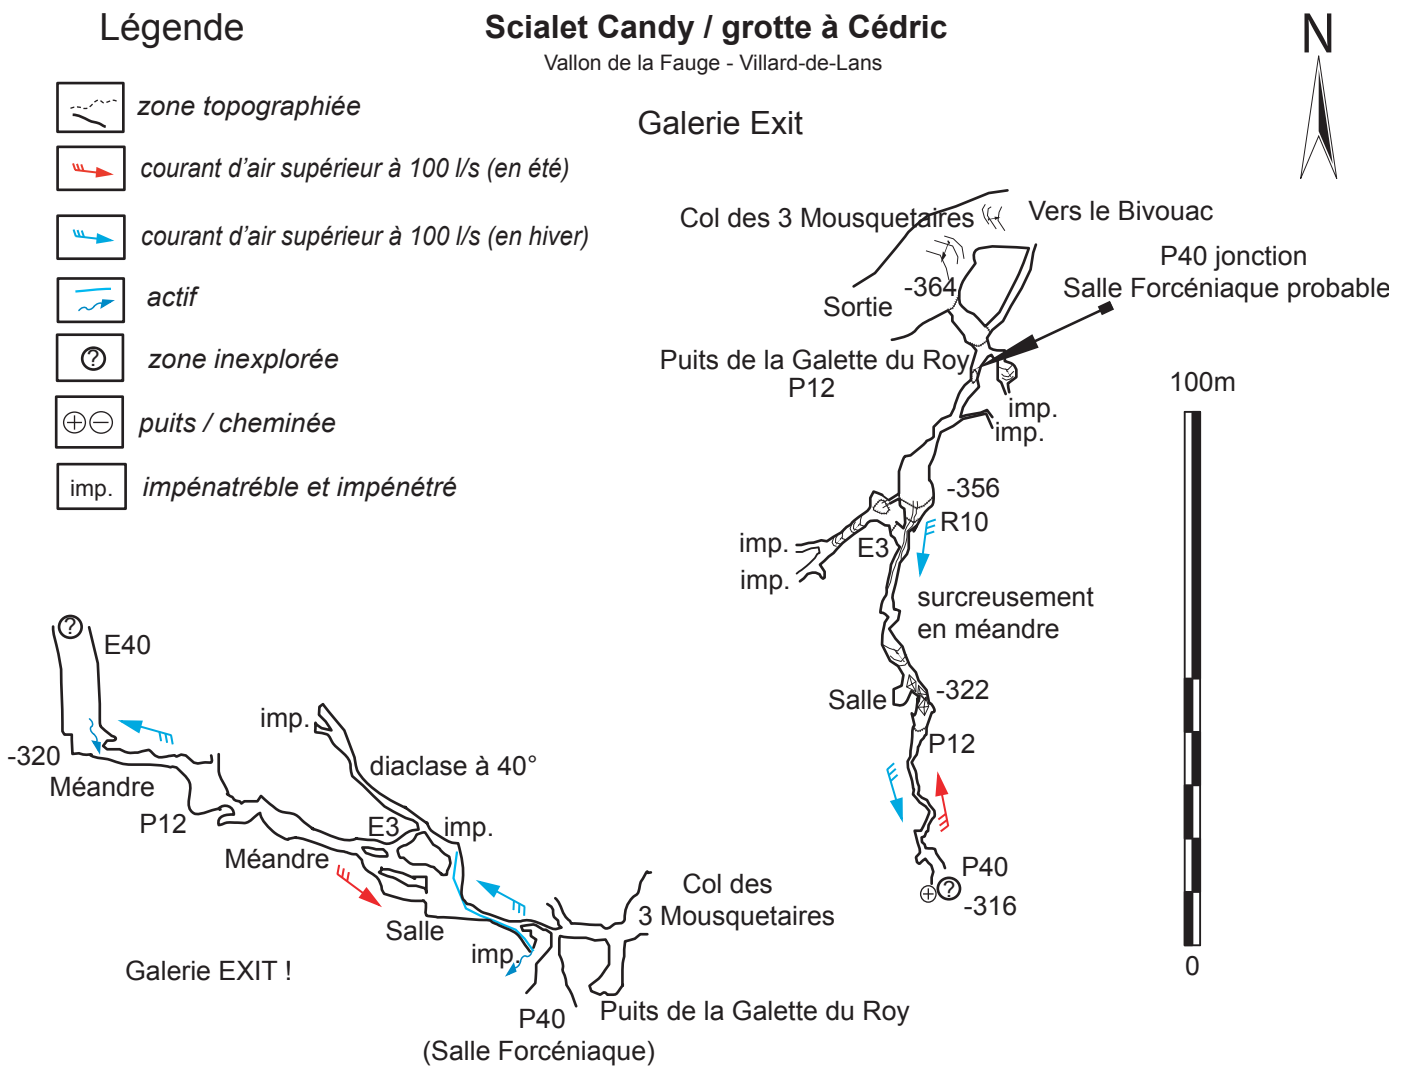 Légende
Scialet Candy / grotte à Cédric
Vallon de la Fauge - Villard-de-Lans
Galerie Exit
N
zone topographiée
courant d'air supérieur à 100 l/s (en été)
courant d'air supérieur à 100 l/s (en hiver)
actif
? zone inexplorée
puits / cheminée
imp. impénatréble et impénétré
Col des 3 Mousquetaires
Vers le Bivouac
P40 jonction
Salle Forcéniaque probable
-364
Sortie
Puits de la Galette du Roy
P12
imp.
imp.
-356
R10
E3
imp.
imp.
surcreusement
en méandre
Salle
-322
P12
P40
?
-316
100m
0
?
E40
-320
Méandre
P12
imp.
diaclase à 40°
E3
imp.
Méandre
Salle
imp.
Col des
3 Mousquetaires
Galerie EXIT !
Puits de la Galette du Roy
P40
(Salle Forcéniaque)